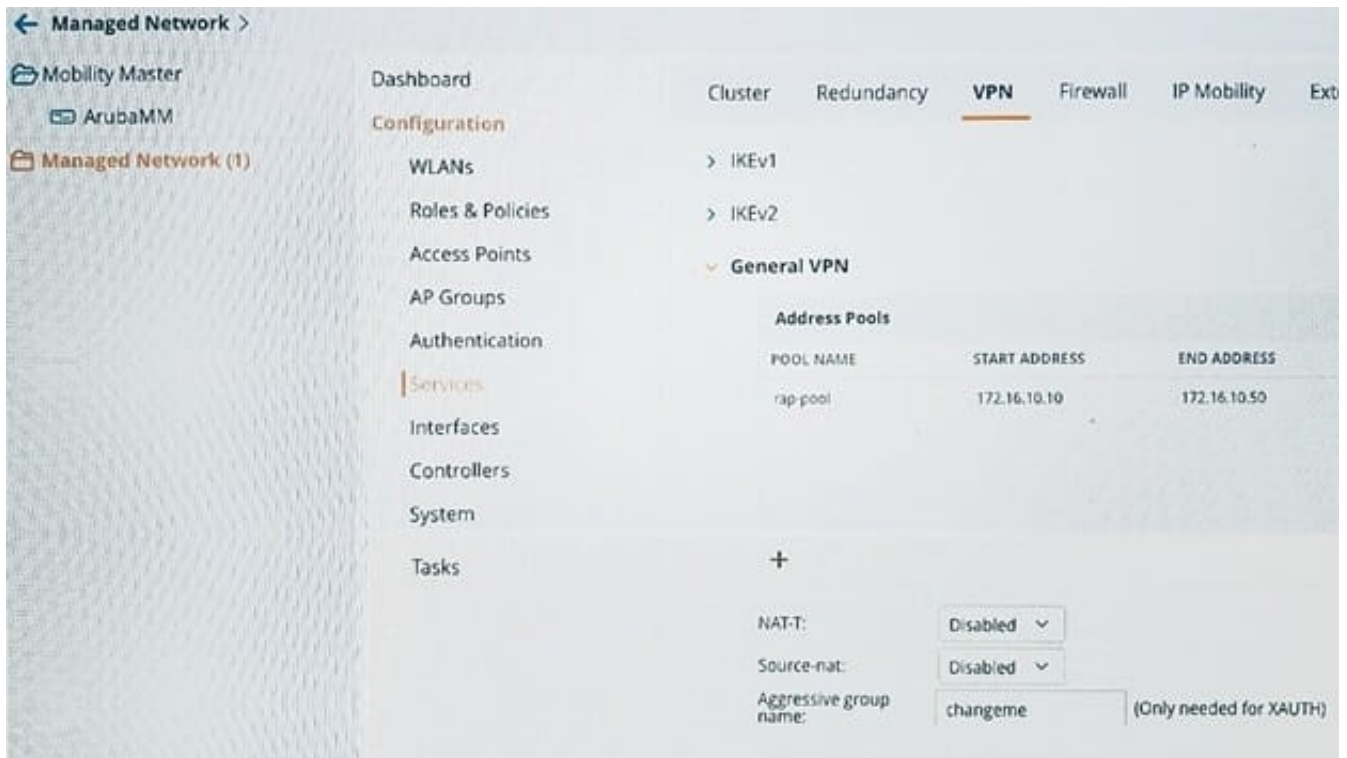 Managed Network >
Mobility Master
ArubaMM
Managed Network (1)
Dashboard
Configuration
WLANs
Roles & Policies
Access Points
AP Groups
Authentication
Services
Interfaces
Controllers
System
Tasks
Cluster Redundancy VPN Firewall IP Mobility Ext
> IKEv1
> IKEv2
General VPN
Address Pools
POOL NAME START ADDRESS END ADDRESS
rap-pool 172.16.10.10 172.16.10.50
+
NAT-T: Disabled
Source-nat: Disabled
Aggressive group
name: changeme (Only needed for XAUTH)